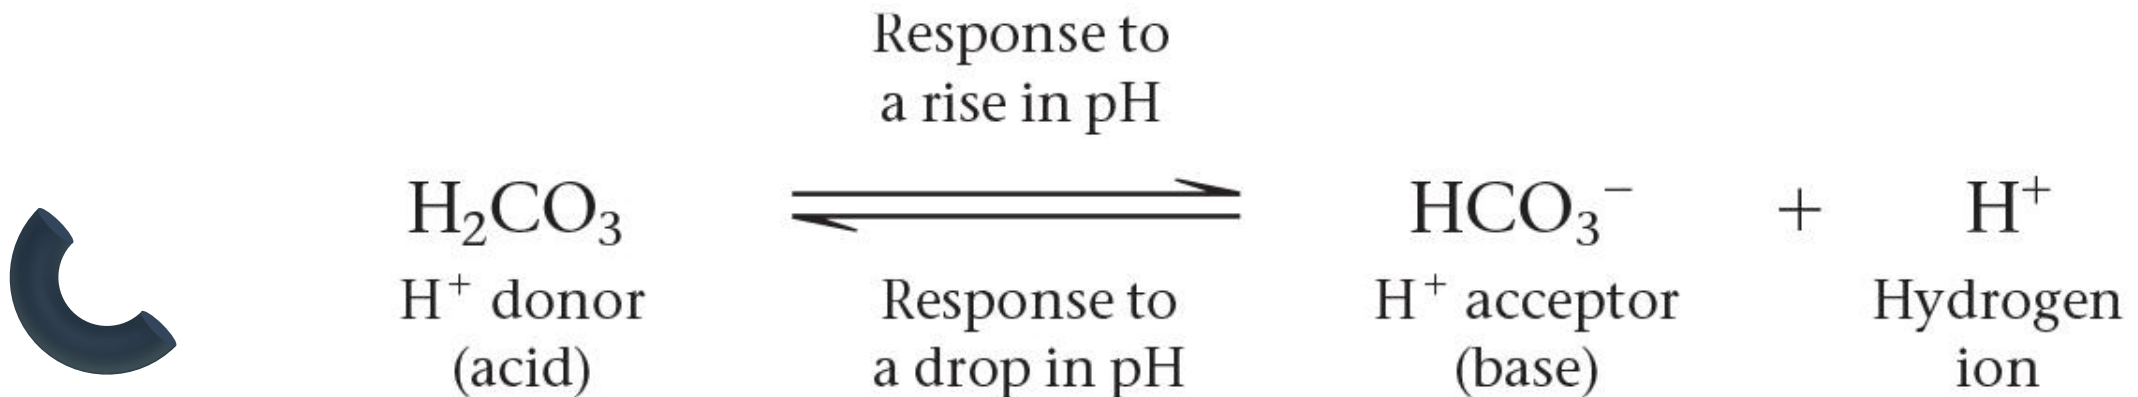 Response to
a rise in pH
H₂CO₃ ⇌ HCO₃⁻ + H⁺
H⁺ donor
(acid)
Response to
a drop in pH
H⁺ acceptor
(base)
Hydrogen
ion